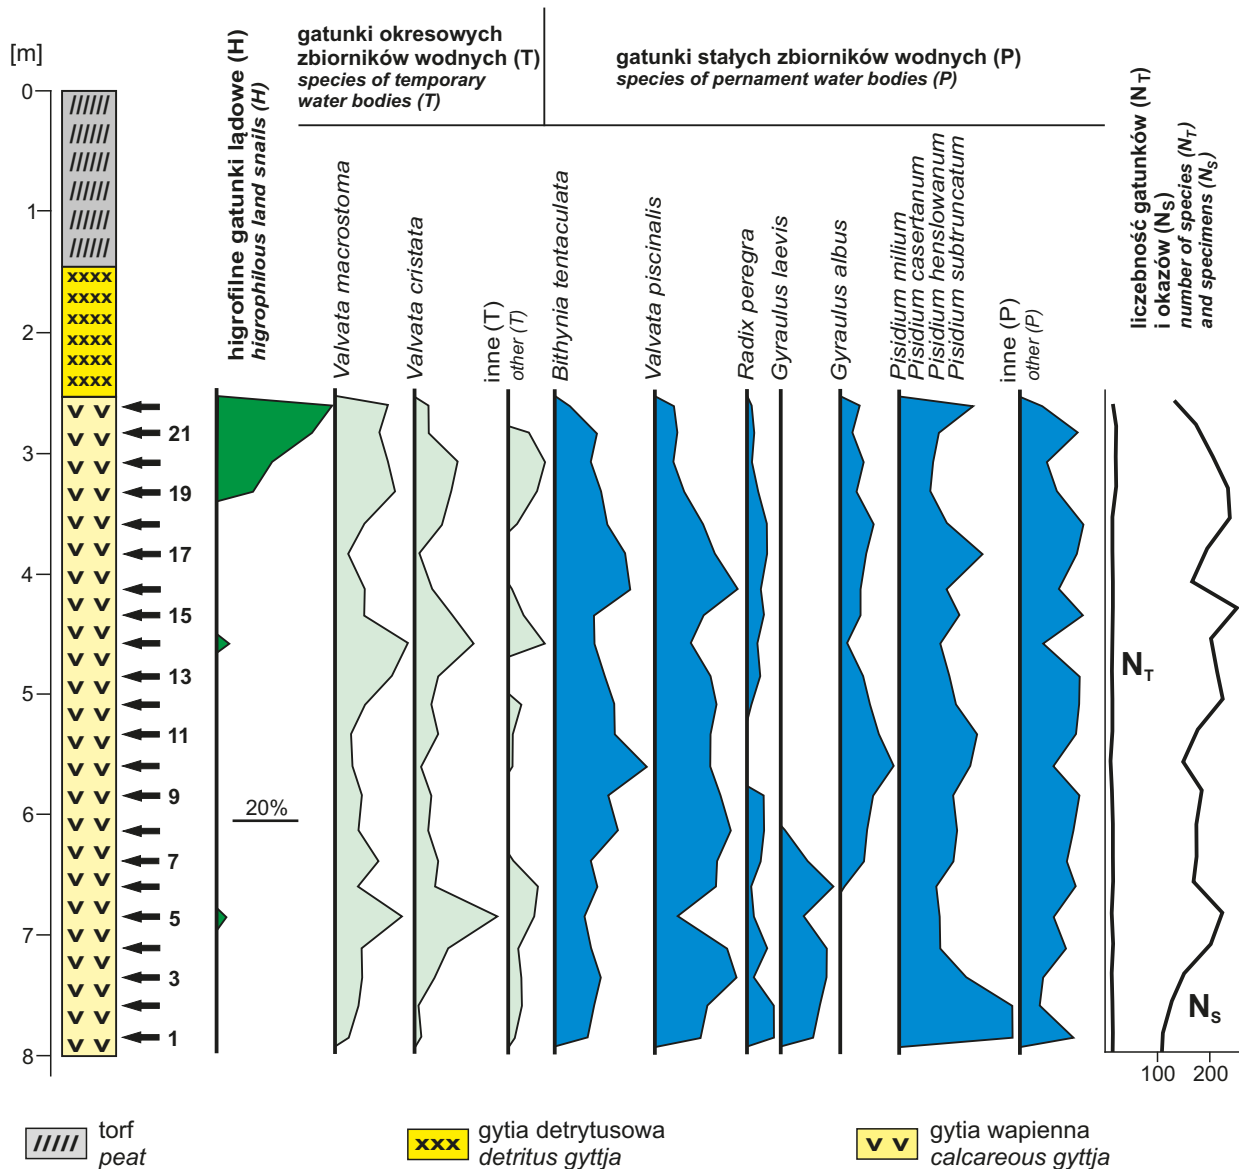 [m]
0
1
2
3
4
5
6
7
8
21
19
17
15
13
11
9
7
5
3
1
higrofilne gatunki lądowe (H)
higrophilous land snails (H)
20%
gatunki okresowych
zbiorników wodnych (T)
species of temporary
water bodies (T)
Valvata macrostoma
Valvata cristata
inne (T)
other (T)
gatunki stałych zbiorników wodnych (P)
species of pernament water bodies (P)
Bithynia tentaculata
Valvata piscinalis
Radix peregra
Gyraulus laevis
Gyraulus albus
Pisidium milium
Pisidium casertanum
Pisidium henslowanum
Pisidium subtruncatum
inne (P)
other (P)
liczebność gatunków (NT)
i okazów (NS)
number of species (NT)
and specimens (NS)
NT
NS
100 200
///// torf
peat
xxx gytia detrytusowa
detritus gyttja
v v gytia wapienna
calcareous gyttja